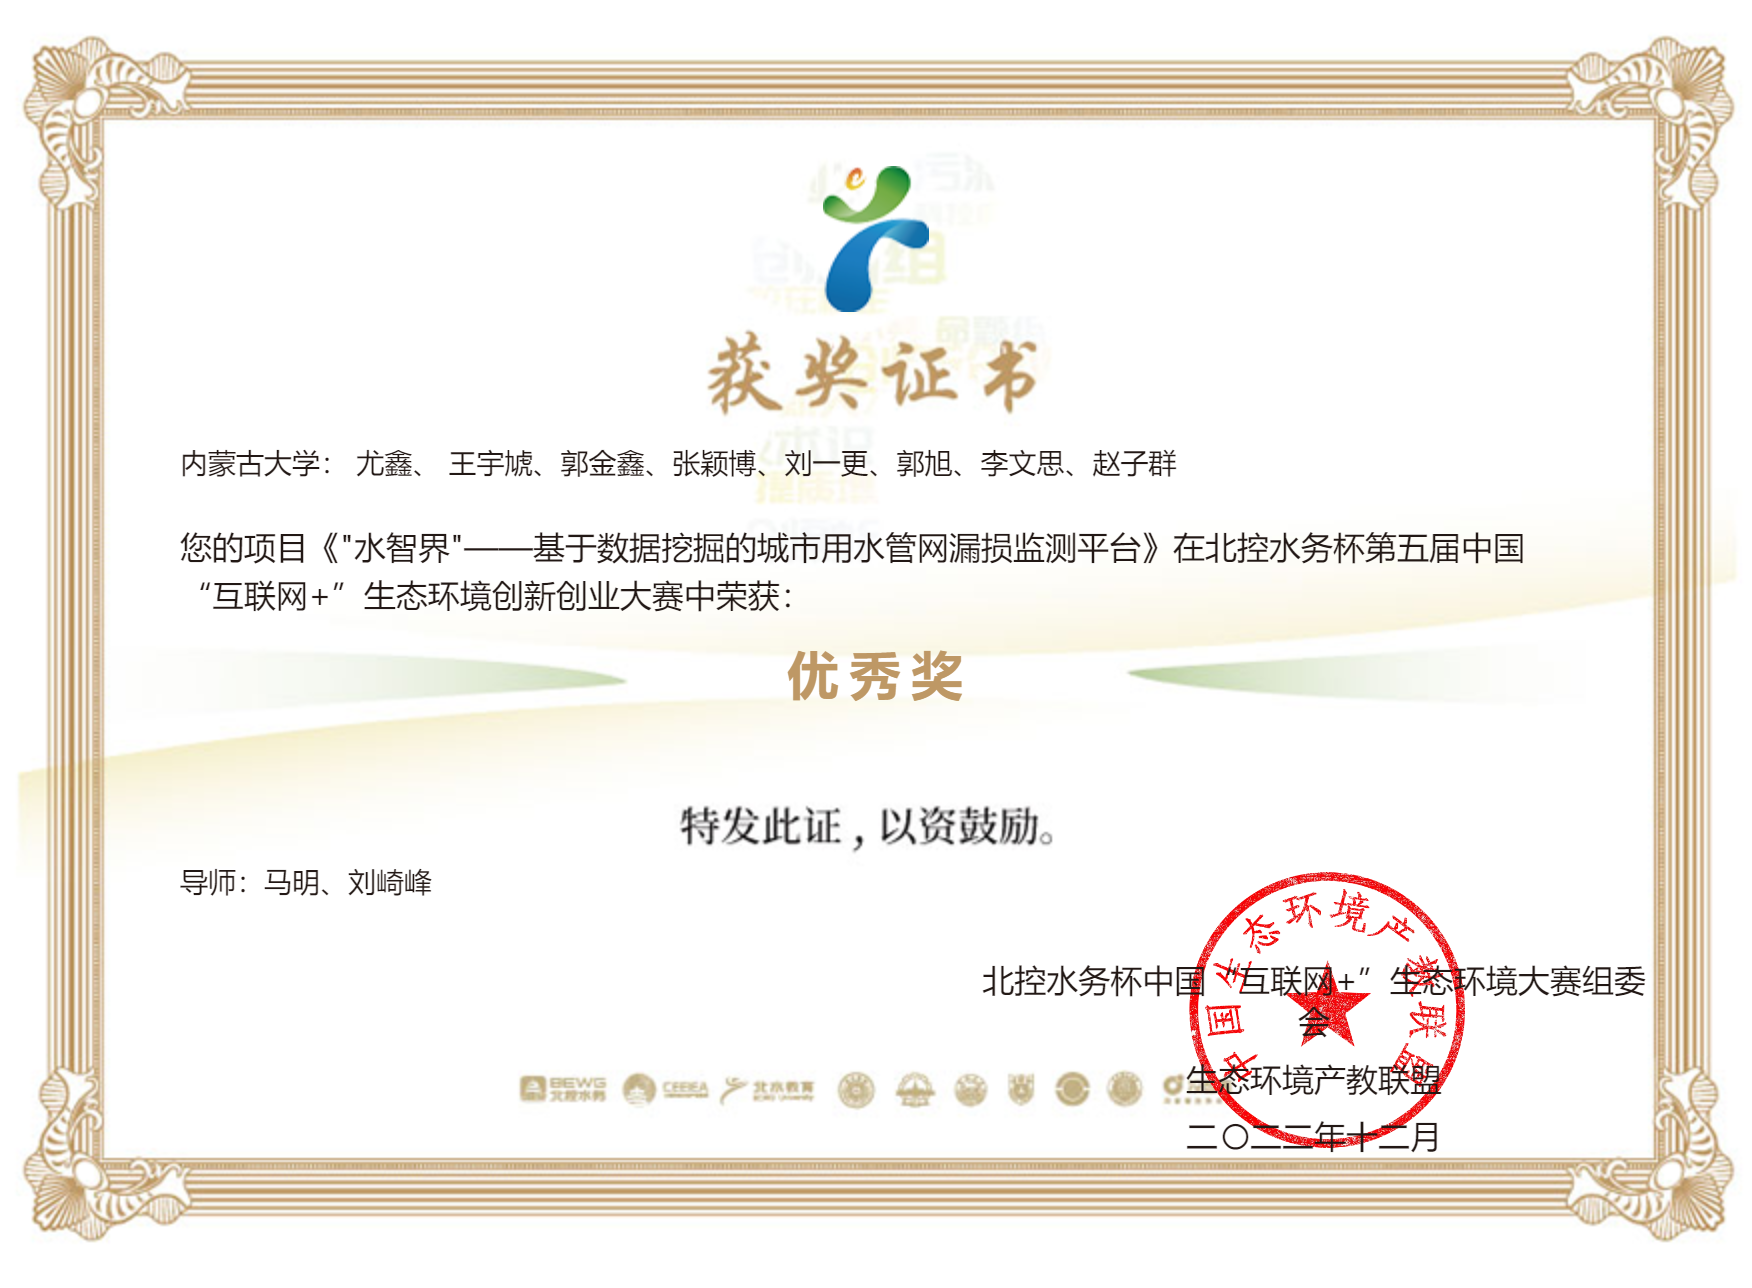 获奖证书
内蒙古大学： 尤鑫、 王宇虓、郭金鑫、张颖博、刘一更、郭旭、李文思、赵子群
您的项目《"水智界"——基于数据挖掘的城市用水管网漏损监测平台》在北控水务杯第五届中国
“互联网+”生态环境创新创业大赛中荣获：
优秀奖
特发此证，以资鼓励。
导师：马明、刘崎峰
中国生态环境产教联盟
北控水务杯中国“互联网+”生态环境大赛组委
会
生态环境产教联盟
二〇二二年十二月
BEWG
北控水务
CEEIEA
北水教育